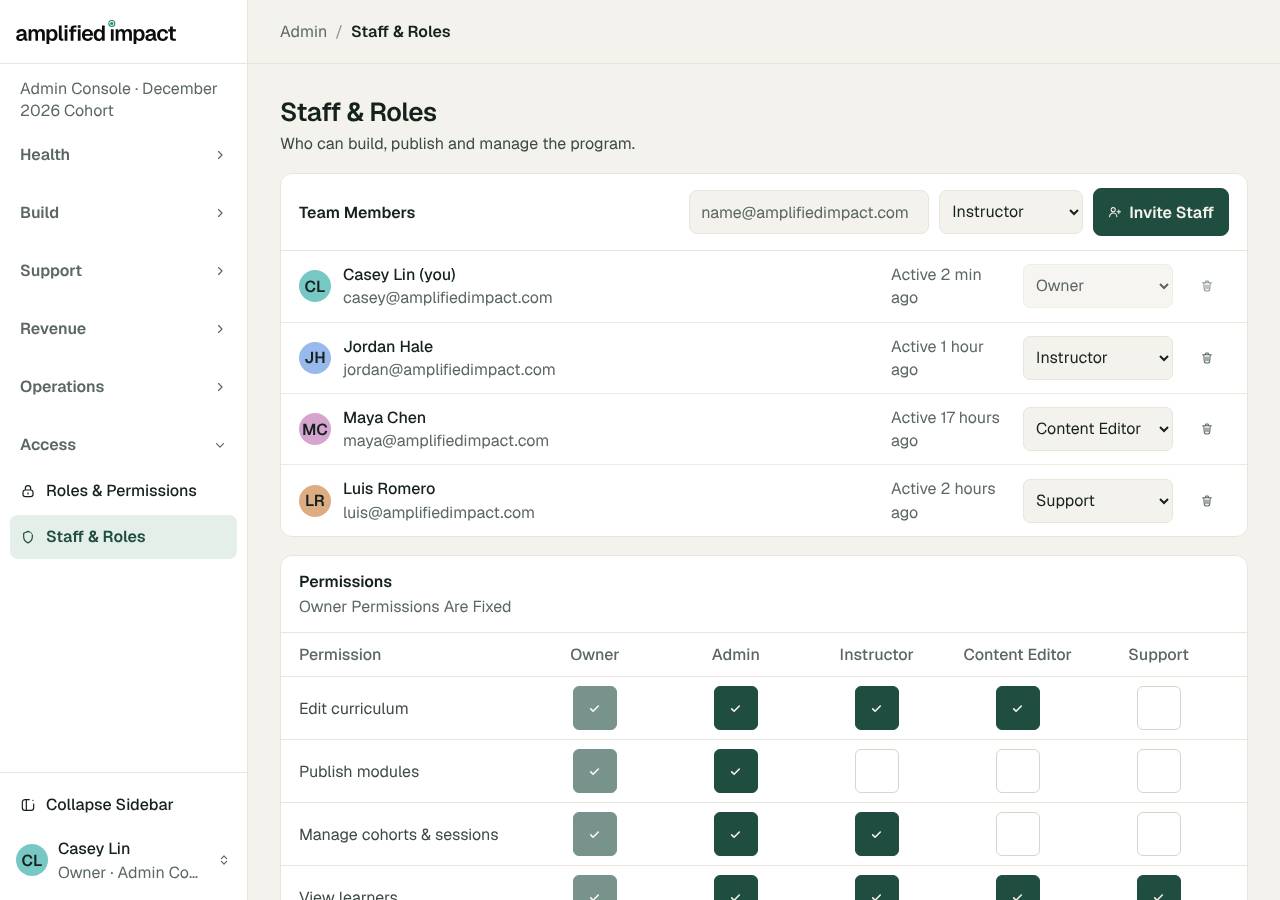 amplified impact
Admin / Staff & Roles
Admin Console · December
2026 Cohort
Health
Build
Support
Revenue
Operations
Access
Roles & Permissions
Staff & Roles
Collapse Sidebar
CL
Casey Lin
Owner · Admin Co...
Staff & Roles
Who can build, publish and manage the program.
Team Members
name@amplifiedimpact.com
Instructor
Invite Staff
CL
Casey Lin (you)
casey@amplifiedimpact.com
Active 2 min
ago
Owner
JH
Jordan Hale
jordan@amplifiedimpact.com
Active 1 hour
ago
Instructor
MC
Maya Chen
maya@amplifiedimpact.com
Active 17 hours
ago
Content Editor
LR
Luis Romero
luis@amplifiedimpact.com
Active 2 hours
ago
Support
Permissions
Owner Permissions Are Fixed
Permission Owner Admin Instructor Content Editor Support
Edit curriculum
Publish modules
Manage cohorts & sessions
View learners